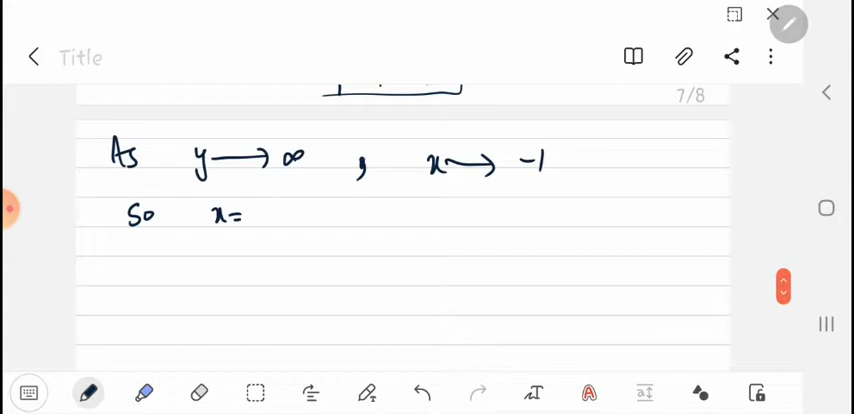 Title
7/8
As y → ∞ , x → -1
So x=